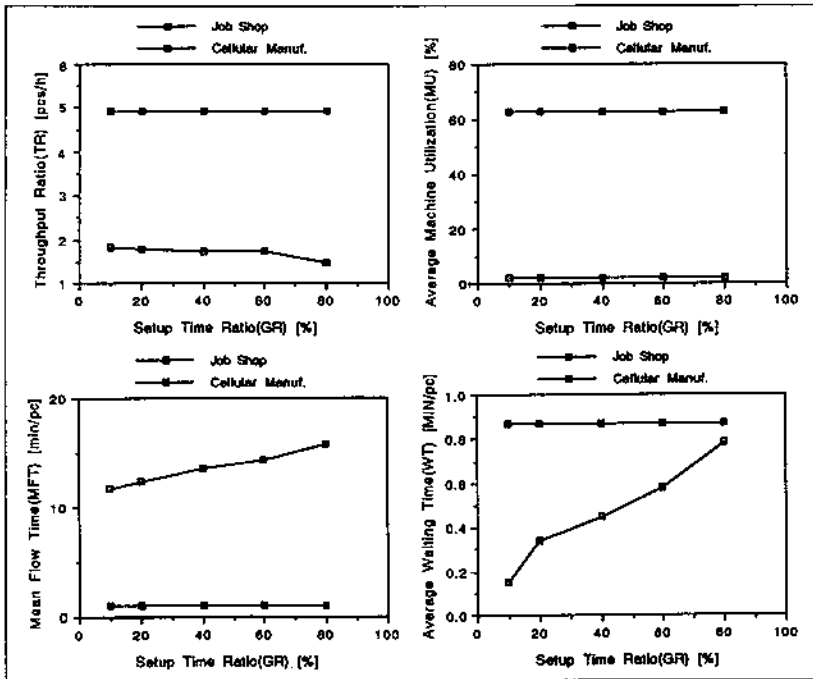 Job Shop
Cellular Manuf.
Throughput Ratio(TR) [pcs/h]
6
5
4
3
2
1
0 20 40 60 80 100
Setup Time Ratio(GR) [%]
Job Shop
Cellular Manuf.
Average Machine Utilization(MU) [%]
80
60
40
20
0
0 20 40 60 80 100
Setup Time Ratio(GR) [%]
Job Shop
Cellular Manuf.
Mean Flow Time(MFT) [min/pc]
20
10
0
0 20 40 60 80 100
Setup Time Ratio(GR) [%]
Job Shop
Cellular Manuf.
Average Waiting Time(WT) [MIN/pc]
1.0
0.8
0.6
0.4
0.2
0.0
0 20 40 60 80 100
Setup Time Ratio(GR) [%]